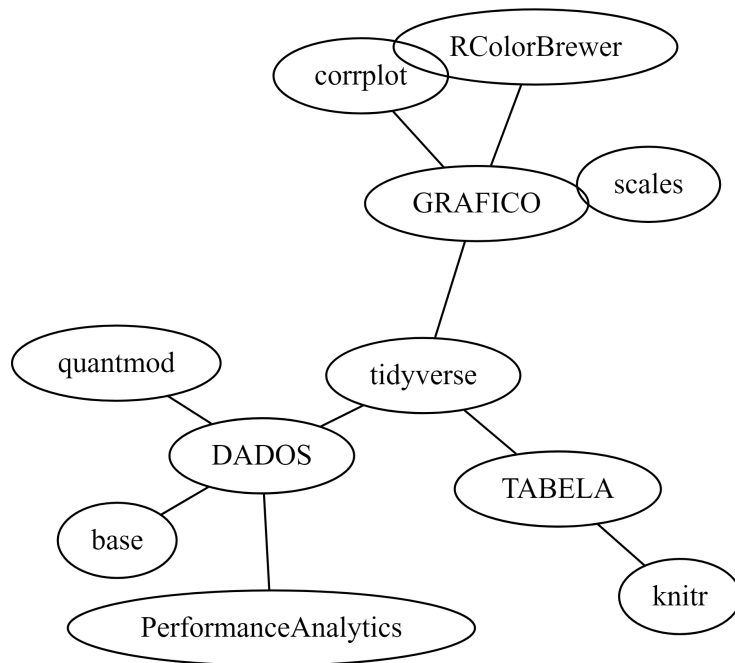 RColorBrewer
corrplot
scales
GRAFICO
quantmod
tidyverse
DADOS
TABELA
base
knitr
PerformanceAnalytics